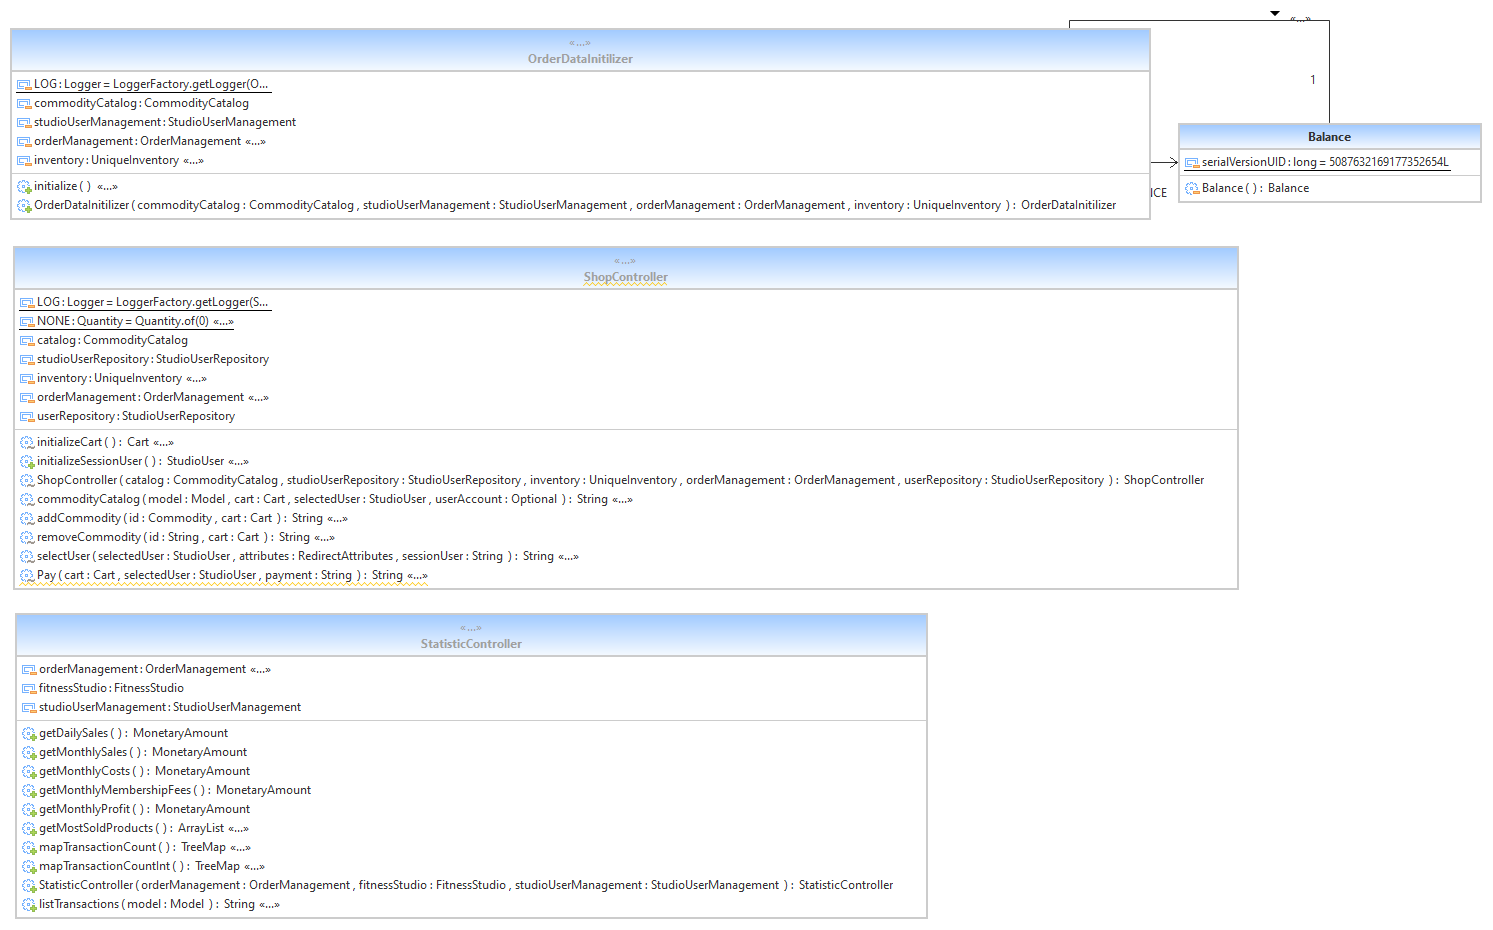 «...»
OrderDataInitilizer
LOG : Logger = LoggerFactory.getLogger(O...
commodityCatalog : CommodityCatalog
studioUserManagement : StudioUserManagement
orderManagement : OrderManagement «...»
inventory : UniqueInventory «...»
initialize ( ) «...»
OrderDataInitilizer ( commodityCatalog : CommodityCatalog , studioUserManagement : StudioUserManagement , orderManagement : OrderManagement , inventory : UniqueInventory ) : OrderDataInitilizer
«...»
1
Balance
serialVersionUID : long = 5087632169177352654L
Balance ( ) : Balance
ICE
«...»
ShopController
LOG : Logger = LoggerFactory.getLogger(S...
NONE : Quantity = Quantity.of(0) «...»
catalog : CommodityCatalog
studioUserRepository : StudioUserRepository
inventory : UniqueInventory «...»
orderManagement : OrderManagement «...»
userRepository : StudioUserRepository
initializeCart ( ) : Cart «...»
initializeSessionUser ( ) : StudioUser «...»
ShopController ( catalog : CommodityCatalog , studioUserRepository : StudioUserRepository , inventory : UniqueInventory , orderManagement : OrderManagement , userRepository : StudioUserRepository ) : ShopController
commodityCatalog ( model : Model , cart : Cart , selectedUser : StudioUser , userAccount : Optional ) : String «...»
addCommodity ( id : Commodity , cart : Cart ) : String «...»
removeCommodity ( id : String , cart : Cart ) : String «...»
selectUser ( selectedUser : StudioUser , attributes : RedirectAttributes , sessionUser : String ) : String «...»
Pay ( cart : Cart , selectedUser : StudioUser , payment : String ) : String «...»
«...»
StatisticController
orderManagement : OrderManagement «...»
fitnessStudio : FitnessStudio
studioUserManagement : StudioUserManagement
getDailySales ( ) : MonetaryAmount
getMonthlySales ( ) : MonetaryAmount
getMonthlyCosts ( ) : MonetaryAmount
getMonthlyMembershipFees ( ) : MonetaryAmount
getMonthlyProfit ( ) : MonetaryAmount
getMostSoldProducts ( ) : ArrayList «...»
mapTransactionCount ( ) : TreeMap «...»
mapTransactionCountInt ( ) : TreeMap «...»
StatisticController ( orderManagement : OrderManagement , fitnessStudio : FitnessStudio , studioUserManagement : StudioUserManagement ) : StatisticController
listTransactions ( model : Model ) : String «...»